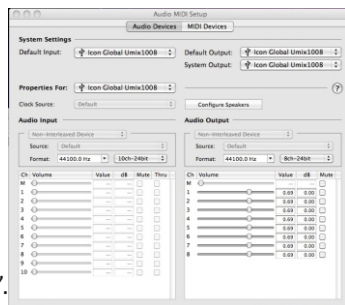 Audio MIDI Setup
Audio Devices MIDI Devices
System Settings
Default Input: Icon Global Umix1008
Default Output: Icon Global Umix1008
System Output: Icon Global Umix1008
Properties For: Icon Global Umix1008 ?
Clock Source: Default Configure Speakers
Audio Input
Non-Interleaved Device
Source: Default
Format: 44100.0 Hz 10ch-24bit
Ch Volume Value dB Mute Thru
M -- --
1 -- --
2 -- --
3 -- --
4 -- --
5 -- --
6 -- --
7 -- --
8 -- --
9 -- --
10 -- --
Audio Output
Non-Interleaved Device
Source: Default
Format: 44100.0 Hz 8ch-24bit
Ch Volume Value dB Mute
M -- --
1 0.69 0.00
2 0.69 0.00
3 0.69 0.00
4 0.69 0.00
5 0.69 0.00
6 0.69 0.00
7 0.69 0.00
8 0.69 0.00